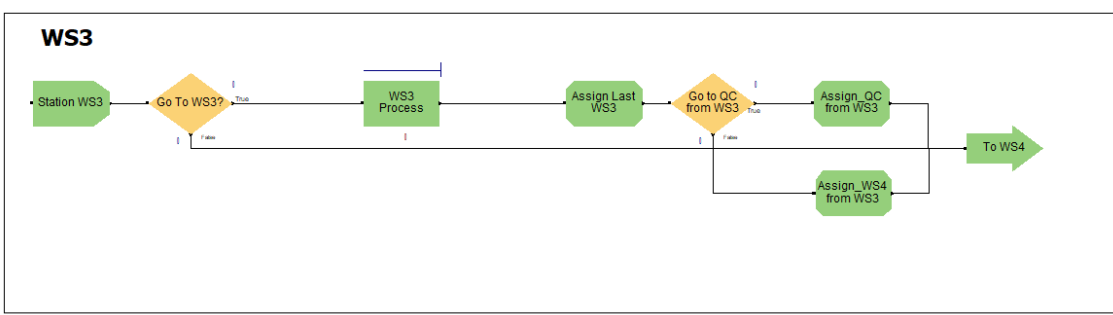 WS3
Station WS3
Go To WS3?
True
False
WS3
Process
Assign Last
WS3
Go to QC
from WS3
True
False
Assign_QC
from WS3
Assign_WS4
from WS3
To WS4